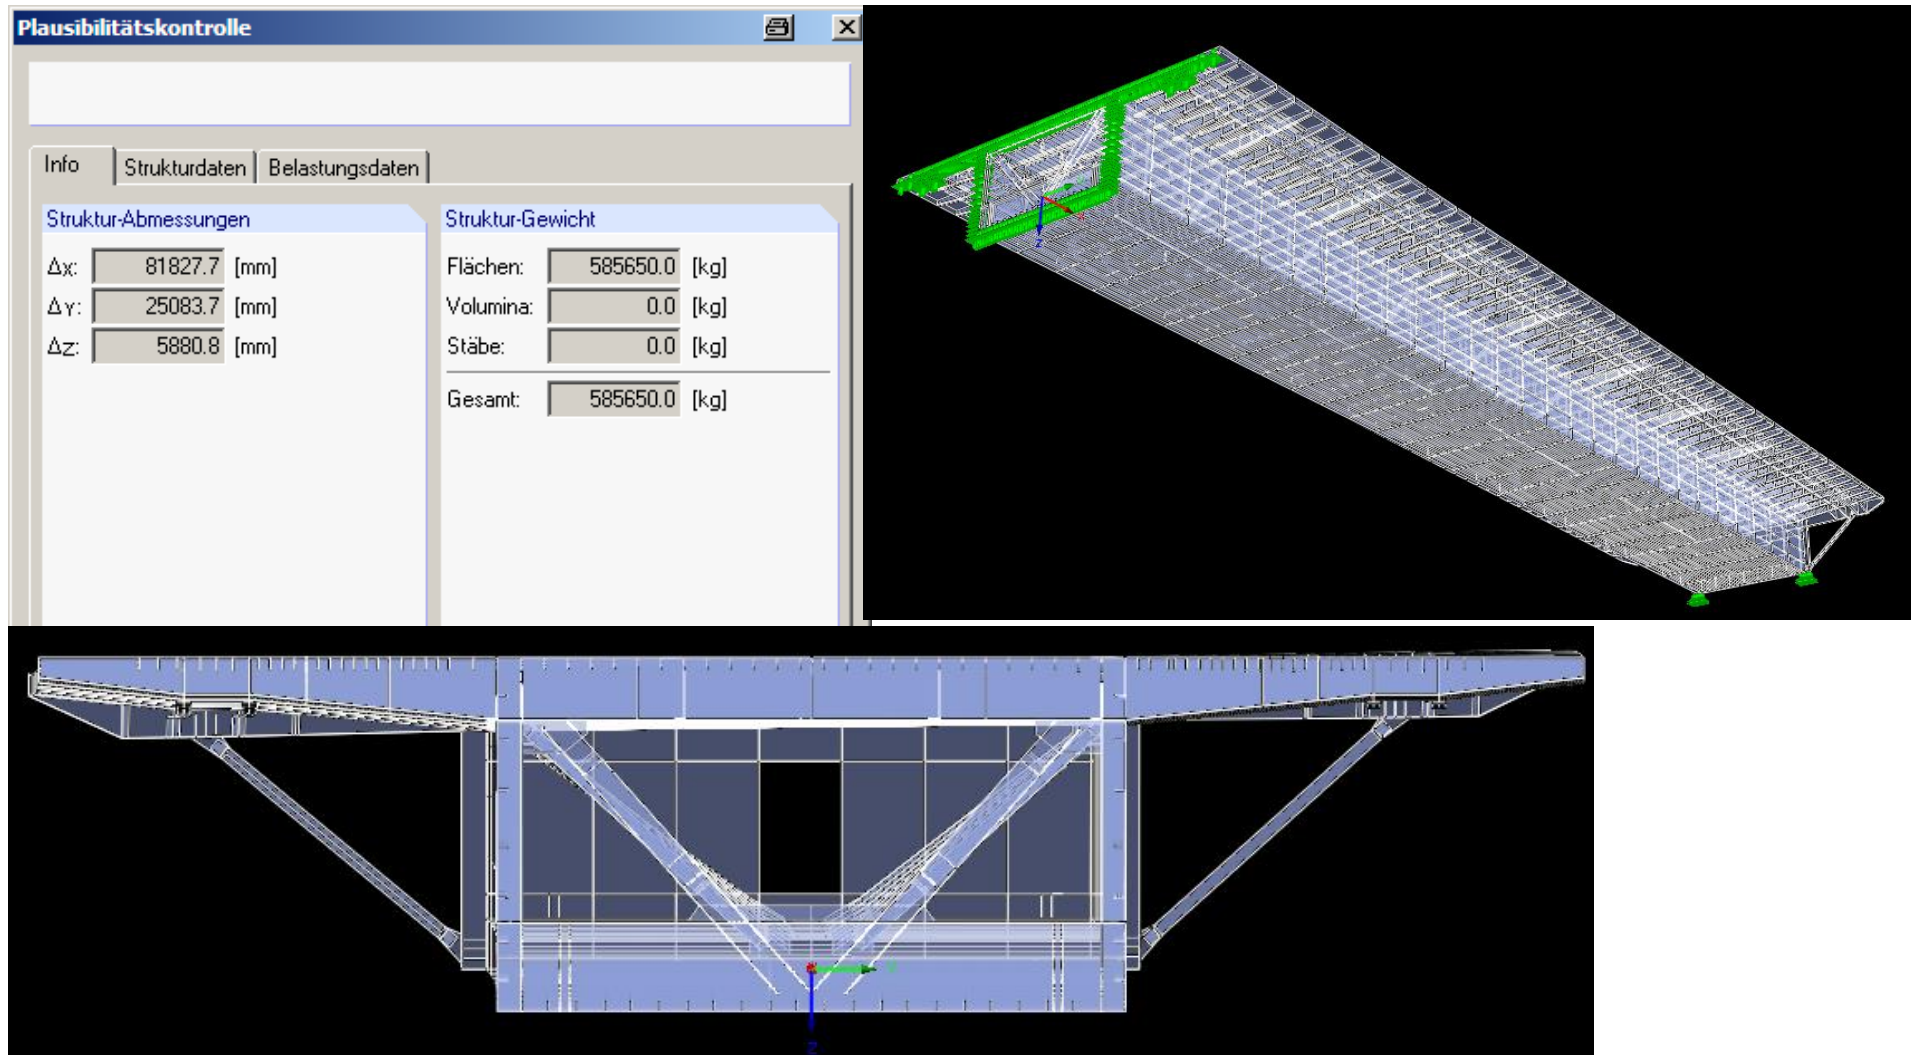 Plausibilitätskontrolle
Info Strukturdaten Belastungsdaten
Struktur-Abmessungen
ΔX: 81827.7 [mm]
ΔY: 25083.7 [mm]
ΔZ: 5880.8 [mm]
Struktur-Gewicht
Flächen: 585650.0 [kg]
Volumina: 0.0 [kg]
Stäbe: 0.0 [kg]
Gesamt: 585650.0 [kg]
Z
Z